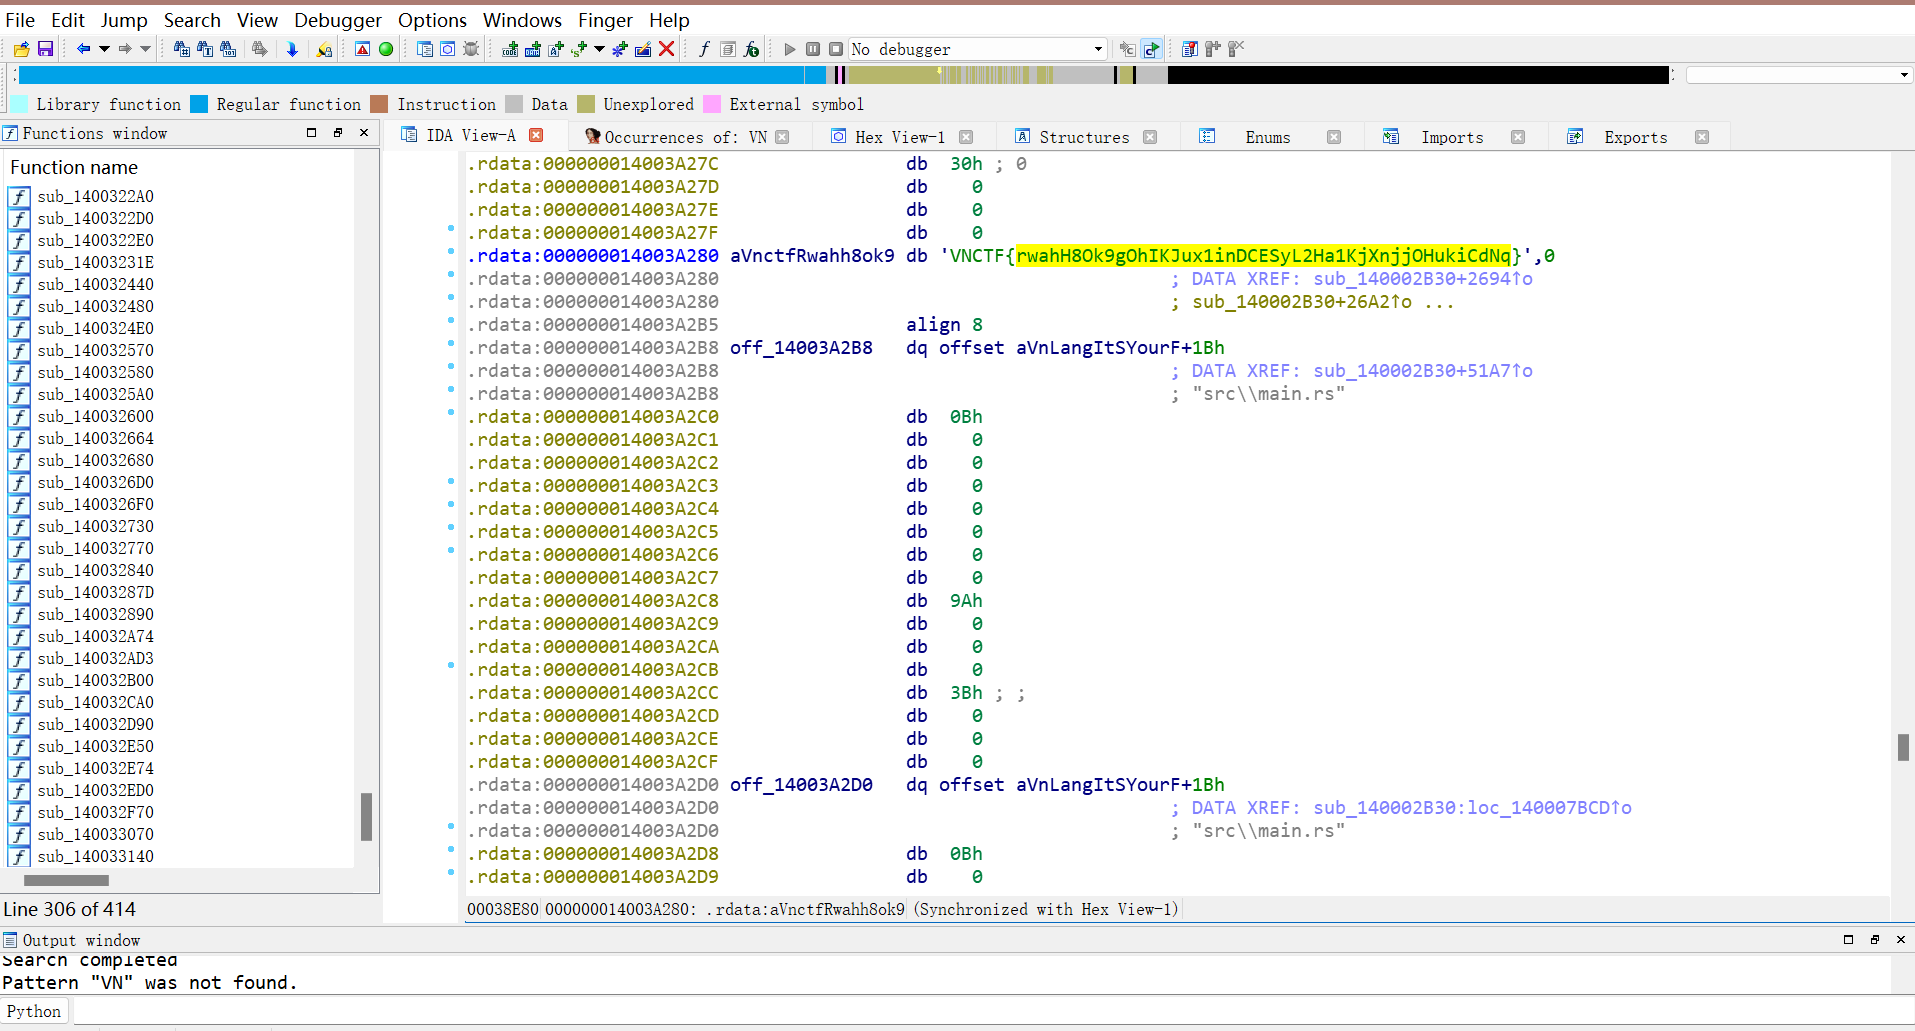 File Edit Jump Search View Debugger Options Windows Finger Help
No debugger
Library function Regular function Instruction Data Unexplored External symbol
Functions window
IDA View-A Occurrences of: VN Hex View-1 Structures Enums Imports Exports
Function name
sub_1400322A0
sub_1400322D0
sub_1400322E0
sub_14003231E
sub_140032440
sub_140032480
sub_1400324E0
sub_140032570
sub_140032580
sub_1400325A0
sub_140032600
sub_140032664
sub_140032680
sub_1400326D0
sub_1400326F0
sub_140032730
sub_140032770
sub_140032840
sub_14003287D
sub_140032890
sub_140032A74
sub_140032AD3
sub_140032B00
sub_140032CA0
sub_140032D90
sub_140032E50
sub_140032E74
sub_140032ED0
sub_140032F70
sub_140033070
sub_140033140
Line 306 of 414
.rdata:000000014003A27C db 30h ; 0
.rdata:000000014003A27D db 0
.rdata:000000014003A27E db 0
.rdata:000000014003A27F db 0
.rdata:000000014003A280 aVnctfRwahh8ok9 db 'VNCTF{rwahH8Ok9gOhIKJux1inDCESyL2Ha1KjXnjjOHukiCdNq}',0
.rdata:000000014003A280 ; DATA XREF: sub_140002B30+2694↑o
.rdata:000000014003A280 ; sub_140002B30+26A2↑o ...
.rdata:000000014003A2B5 align 8
.rdata:000000014003A2B8 off_14003A2B8 dq offset aVnLangItSYourF+1Bh
.rdata:000000014003A2B8 ; DATA XREF: sub_140002B30+51A7↑o
.rdata:000000014003A2B8 ; "src\\main.rs"
.rdata:000000014003A2C0 db 0Bh
.rdata:000000014003A2C1 db 0
.rdata:000000014003A2C2 db 0
.rdata:000000014003A2C3 db 0
.rdata:000000014003A2C4 db 0
.rdata:000000014003A2C5 db 0
.rdata:000000014003A2C6 db 0
.rdata:000000014003A2C7 db 0
.rdata:000000014003A2C8 db 9Ah
.rdata:000000014003A2C9 db 0
.rdata:000000014003A2CA db 0
.rdata:000000014003A2CB db 0
.rdata:000000014003A2CC db 3Bh ; ;
.rdata:000000014003A2CD db 0
.rdata:000000014003A2CE db 0
.rdata:000000014003A2CF db 0
.rdata:000000014003A2D0 off_14003A2D0 dq offset aVnLangItSYourF+1Bh
.rdata:000000014003A2D0 ; DATA XREF: sub_140002B30:loc_140007BCD↑o
.rdata:000000014003A2D0 ; "src\\main.rs"
.rdata:000000014003A2D8 db 0Bh
.rdata:000000014003A2D9 db 0
00038E80 000000014003A280: .rdata:aVnctfRwahh8ok9 (Synchronized with Hex View-1)
Output window
Search completed
Pattern "VN" was not found.
Python